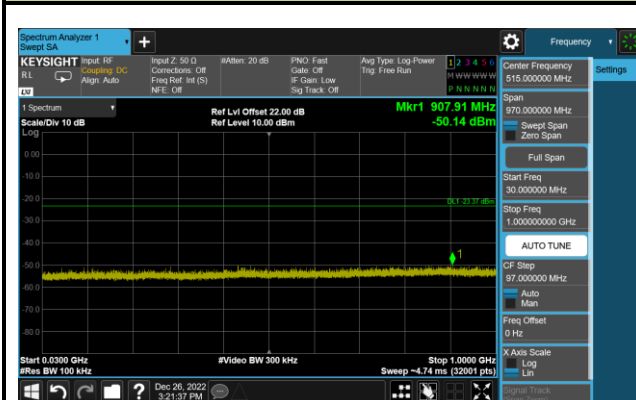 Spectrum Analyzer 1
Swept SA
Frequency
KEYSIGHT
RL
Input: RF
Coupling: DC
Align: Auto
Input Z: 50 Ω
Corrections: Off
Freq Ref: Int (S)
NFE: Off
#Atten: 20 dB
PNO: Fast
Gate: Off
IF Gain: Low
Sig Track: Off
Avg Type: Log-Power
Trig: Free Run
1 2 3 4 5 6
M W W W W W
P N N N N N
Center Frequency
515.000000 MHz
Settings
1 Spectrum
Scale/Div 10 dB
Ref Lvl Offset 22.00 dB
Ref Level 10.00 dBm
Mkr1 907.91 MHz
-50.14 dBm
Span
970.000000 MHz
Swept Span
Zero Span
Full Span
Start Freq
30.000000 MHz
Stop Freq
1.000000000 GHz
AUTO TUNE
CF Step
97.000000 MHz
Auto
Man
Freq Offset
0 Hz
X Axis Scale
Log
Lin
Signal Track
Log
0.00
-10.0
-20.0
-30.0
-40.0
-50.0
-60.0
-70.0
-80.0
DL1 -23.37 dBm
1
Start 0.0300 GHz
#Res BW 100 kHz
#Video BW 300 kHz
Stop 1.0000 GHz
Sweep ~4.74 ms (32001 pts)
Dec 26, 2022
3:21:37 PM